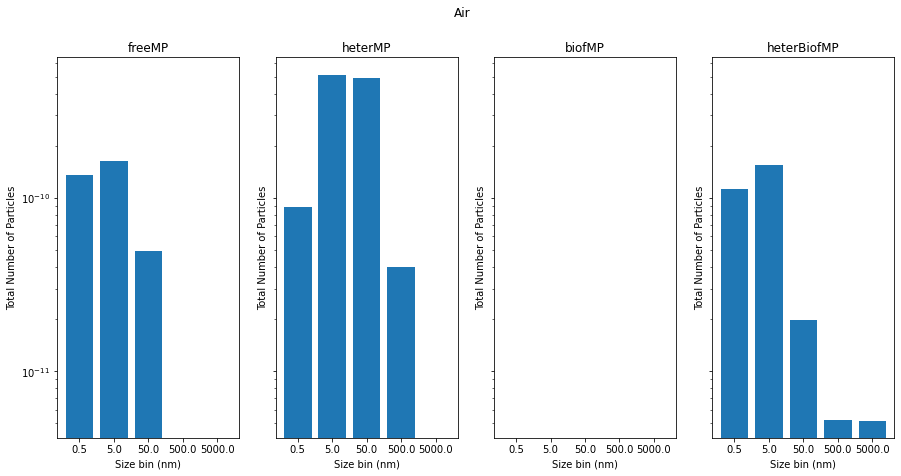 Air
freeMP
heterMP
biofMP
heterBiofMP
Total Number of Particles
10⁻¹⁰
10⁻¹¹
0.5 5.0 50.0 500.0 5000.0
Size bin (nm)
Total Number of Particles
0.5 5.0 50.0 500.0 5000.0
Size bin (nm)
Total Number of Particles
0.5 5.0 50.0 500.0 5000.0
Size bin (nm)
Total Number of Particles
0.5 5.0 50.0 500.0 5000.0
Size bin (nm)